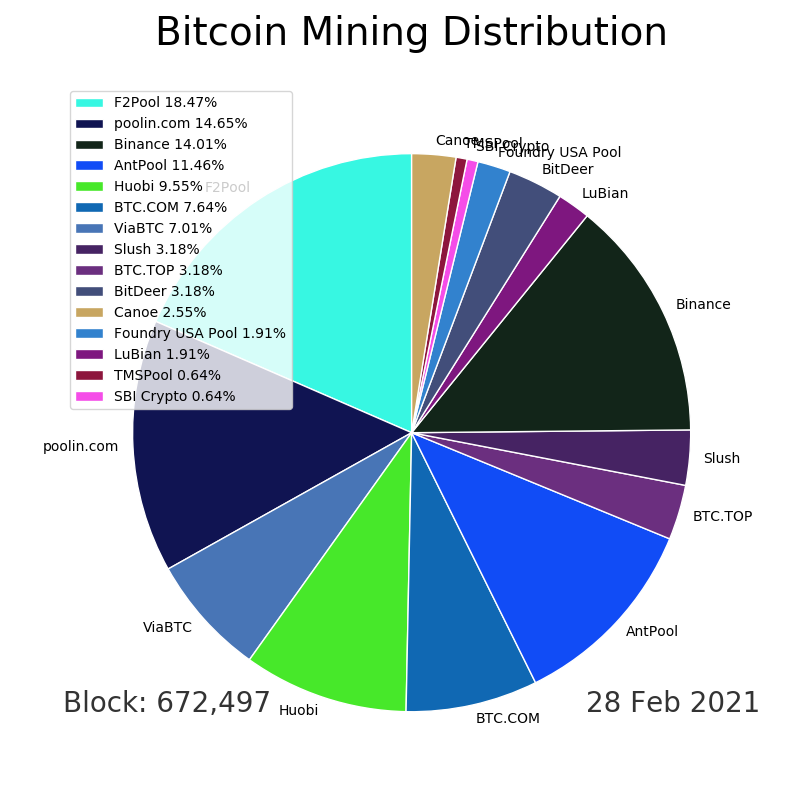 Bitcoin Mining Distribution
F2Pool 18.47%
poolin.com 14.65%
Binance 14.01%
AntPool 11.46%
Huobi 9.55%
BTC.COM 7.64%
ViaBTC 7.01%
Slush 3.18%
BTC.TOP 3.18%
BitDeer 3.18%
Canoe 2.55%
Foundry USA Pool 1.91%
LuBian 1.91%
TMSPool 0.64%
SBI Crypto 0.64%
F2Pool
Canoe
TMSPool
SBI Crypto
Foundry USA Pool
BitDeer
LuBian
Binance
Slush
BTC.TOP
AntPool
BTC.COM
Huobi
ViaBTC
poolin.com
Block: 672,497
28 Feb 2021